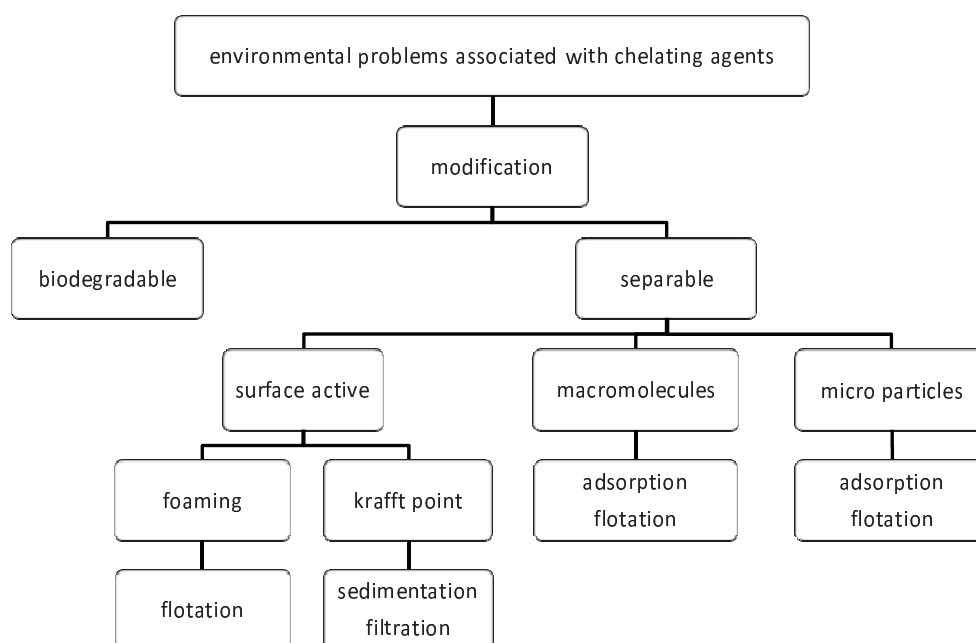 environmental problems associated with chelating agents
modification
biodegradable
separable
surface active
macromolecules
micro particles
foaming
krafft point
adsorption
flotation
adsorption
flotation
flotation
sedimentation
filtration